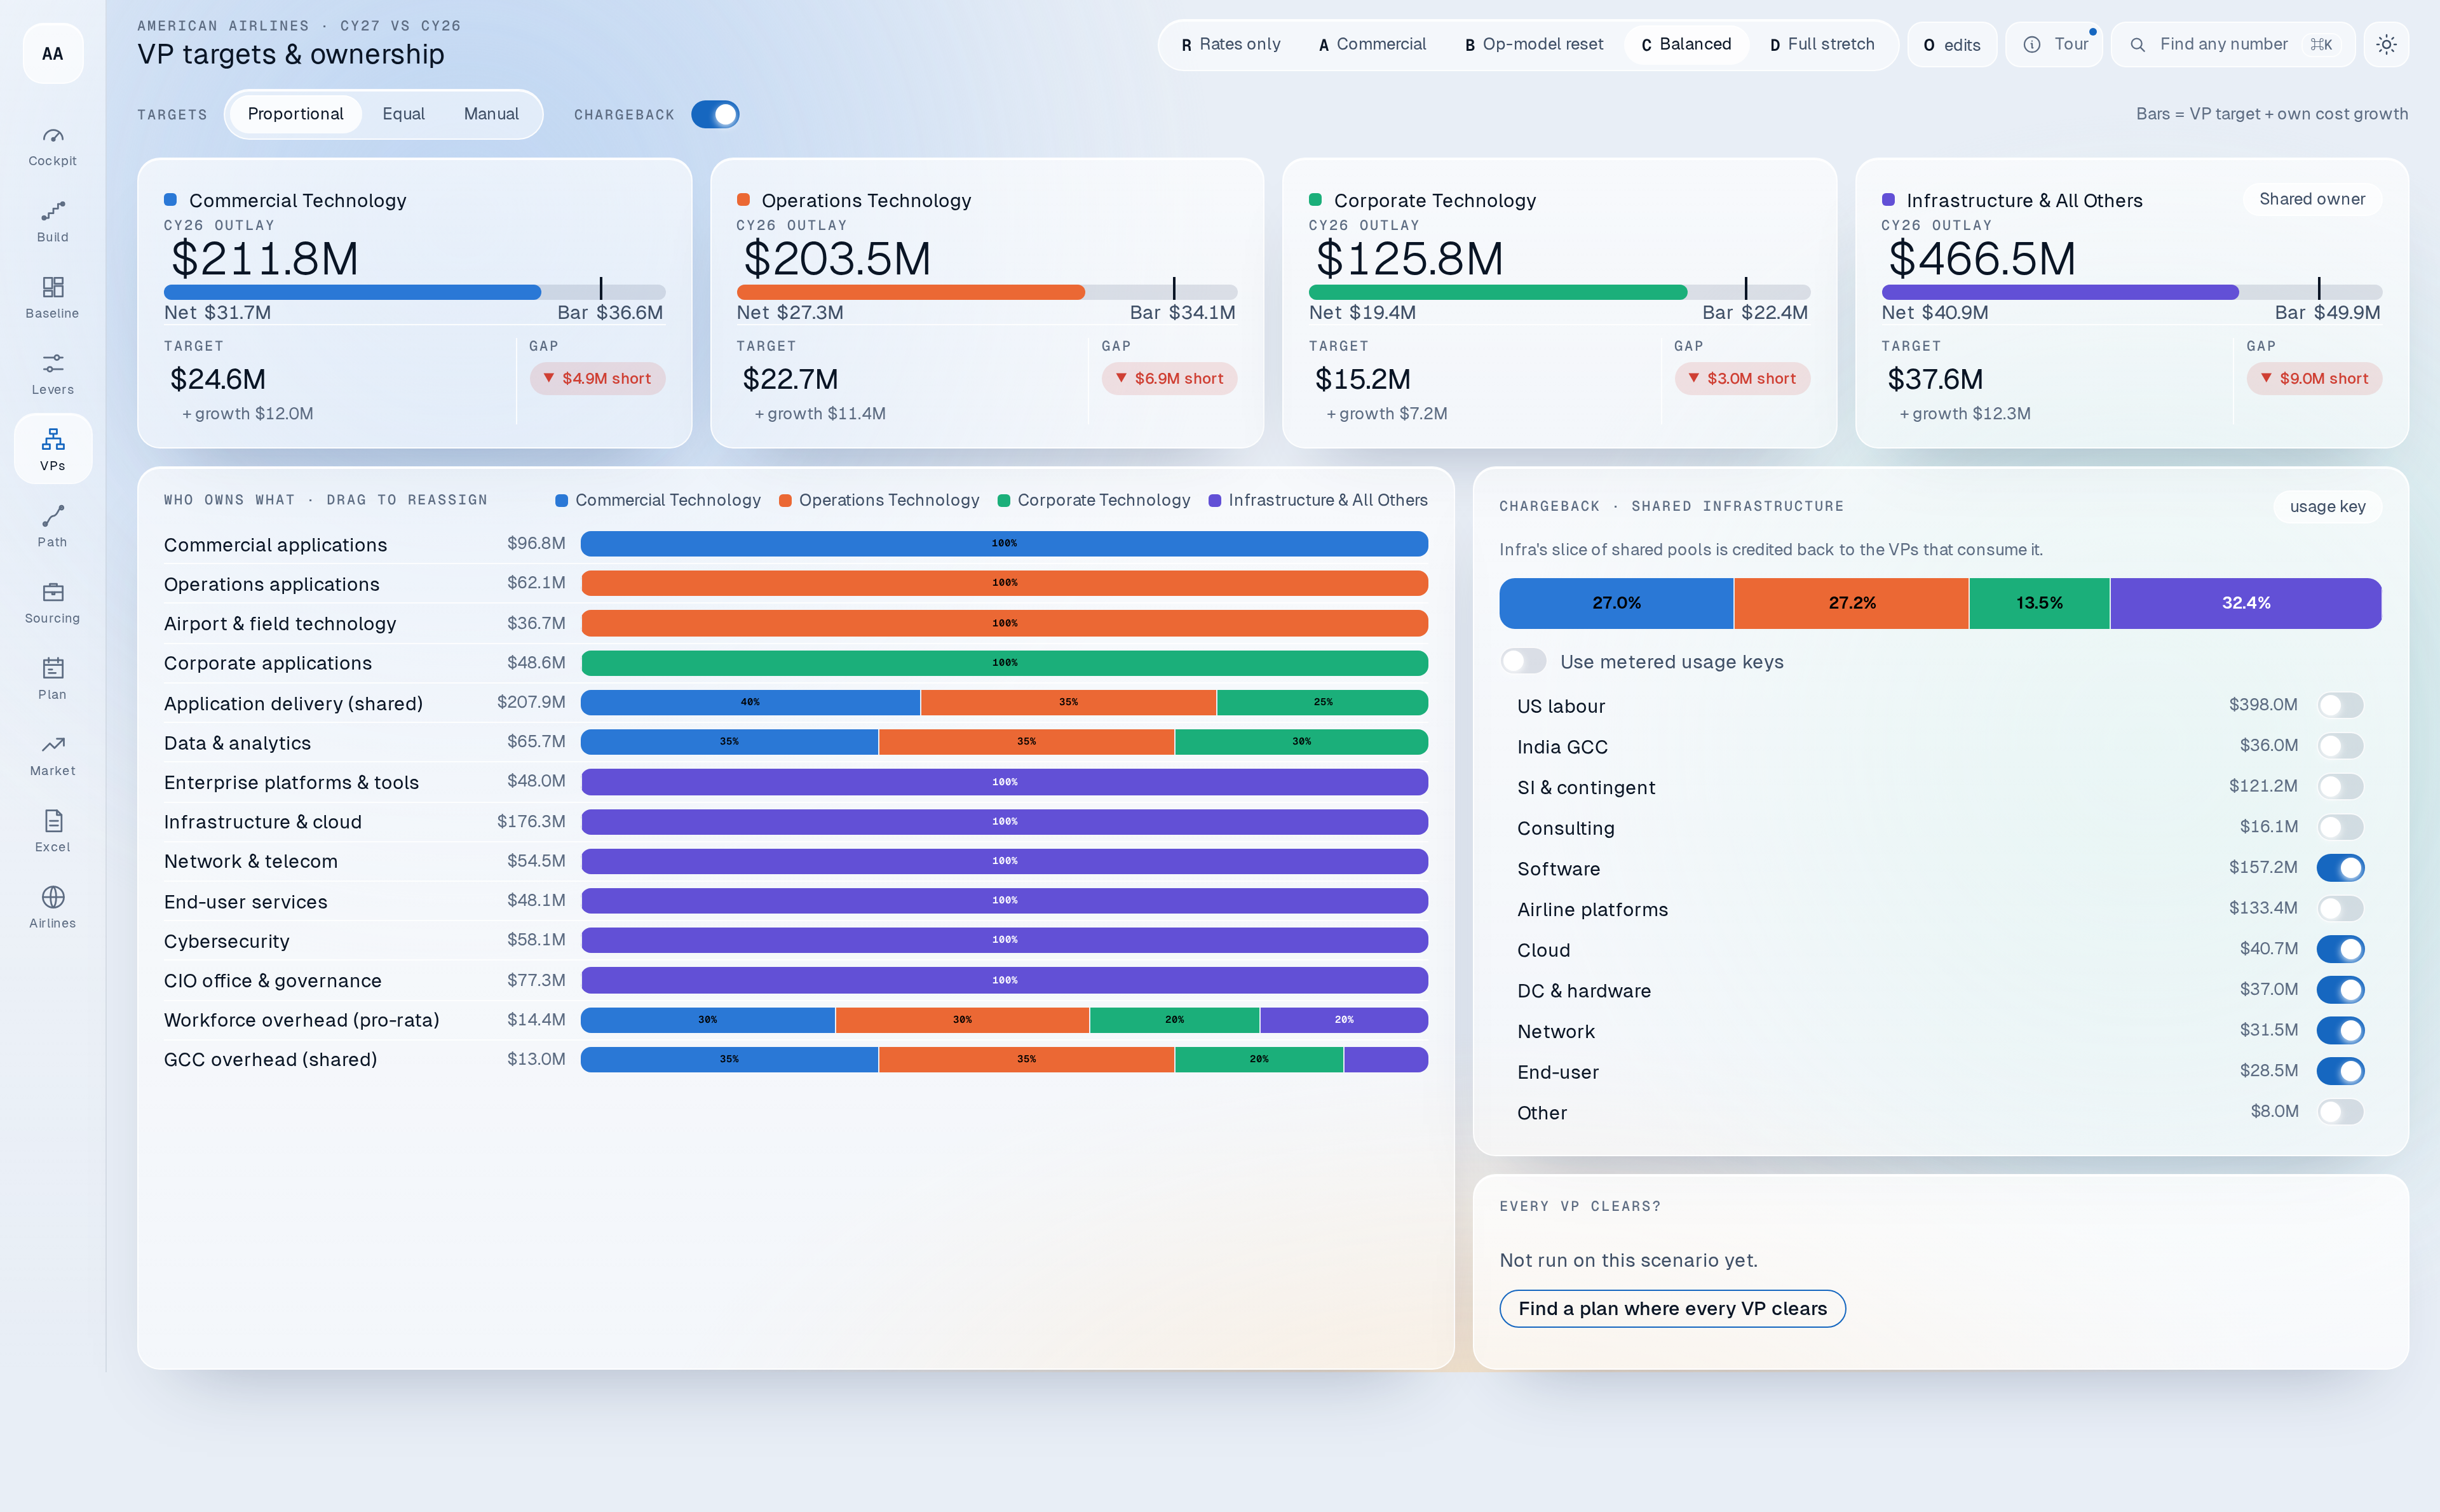 AA
Cockpit
Build
Baseline
Levers
VPs
Path
Sourcing
Plan
Market
Excel
Airlines
AMERICAN AIRLINES · CY27 VS CY26
VP targets & ownership
R Rates only A Commercial B Op-model reset C Balanced D Full stretch
0 edits
Tour
Find any number ⌘K
TARGETS Proportional Equal Manual CHARGEBACK
Bars = VP target + own cost growth
Commercial Technology
CY26 OUTLAY
$211.8M
Net $31.7M Bar $36.6M
TARGET GAP
$24.6M ▼ $4.9M short
+ growth $12.0M
Operations Technology
CY26 OUTLAY
$203.5M
Net $27.3M Bar $34.1M
TARGET GAP
$22.7M ▼ $6.9M short
+ growth $11.4M
Corporate Technology
CY26 OUTLAY
$125.8M
Net $19.4M Bar $22.4M
TARGET GAP
$15.2M ▼ $3.0M short
+ growth $7.2M
Infrastructure & All Others Shared owner
CY26 OUTLAY
$466.5M
Net $40.9M Bar $49.9M
TARGET GAP
$37.6M ▼ $9.0M short
+ growth $12.3M
WHO OWNS WHAT · DRAG TO REASSIGN
Commercial Technology Operations Technology Corporate Technology Infrastructure & All Others
Commercial applications $96.8M 100%
Operations applications $62.1M 100%
Airport & field technology $36.7M 100%
Corporate applications $48.6M 100%
Application delivery (shared) $207.9M 40% 35% 25%
Data & analytics $65.7M 35% 35% 30%
Enterprise platforms & tools $48.0M 100%
Infrastructure & cloud $176.3M 100%
Network & telecom $54.5M 100%
End-user services $48.1M 100%
Cybersecurity $58.1M 100%
CIO office & governance $77.3M 100%
Workforce overhead (pro-rata) $14.4M 30% 30% 20% 20%
GCC overhead (shared) $13.0M 35% 35% 20%
CHARGEBACK · SHARED INFRASTRUCTURE usage key
Infra's slice of shared pools is credited back to the VPs that consume it.
27.0% 27.2% 13.5% 32.4%
Use metered usage keys
US labour $398.0M
India GCC $36.0M
SI & contingent $121.2M
Consulting $16.1M
Software $157.2M
Airline platforms $133.4M
Cloud $40.7M
DC & hardware $37.0M
Network $31.5M
End-user $28.5M
Other $8.0M
EVERY VP CLEARS?
Not run on this scenario yet.
Find a plan where every VP clears